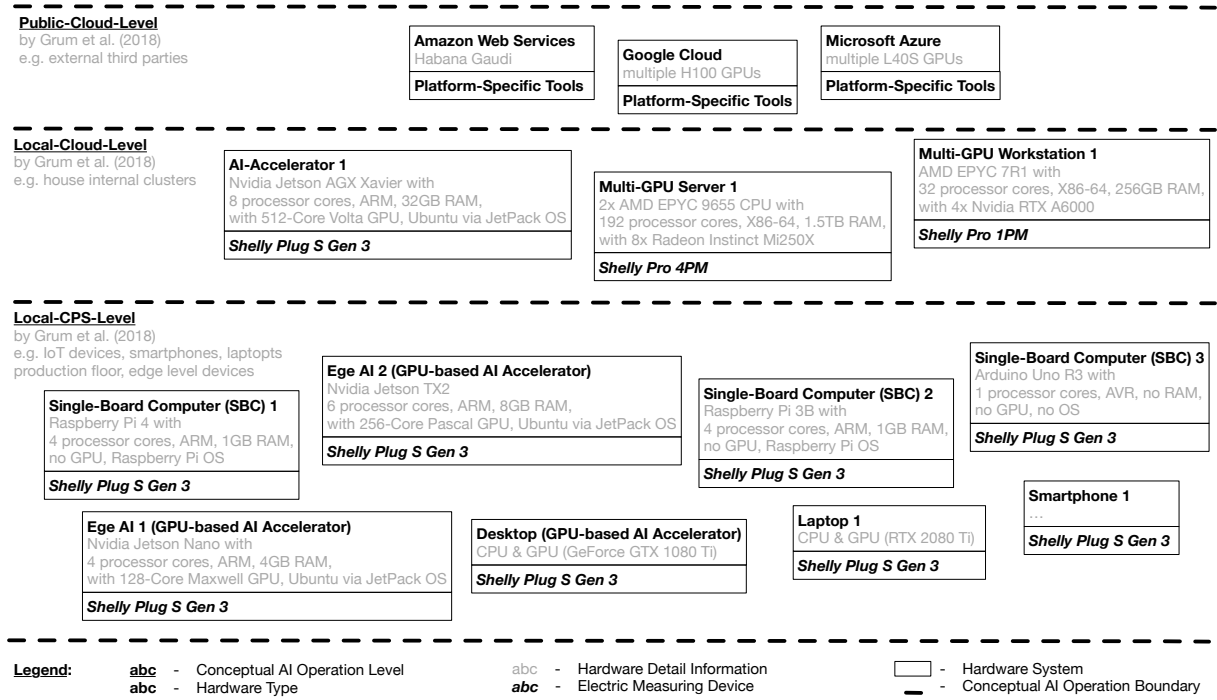 Public-Cloud-Level
by Grum et al. (2018)
e.g. external third parties
Amazon Web Services
Habana Gaudi
Platform-Specific Tools
Google Cloud
multiple H100 GPUs
Platform-Specific Tools
Microsoft Azure
multiple L40S GPUs
Platform-Specific Tools
Local-Cloud-Level
by Grum et al. (2018)
e.g. house internal clusters
AI-Accelerator 1
Nvidia Jetson AGX Xavier with
8 processor cores, ARM, 32GB RAM,
with 512-Core Volta GPU, Ubuntu via JetPack OS
Shelly Plug S Gen 3
Multi-GPU Server 1
2x AMD EPYC 9655 CPU with
192 processor cores, X86-64, 1.5TB RAM,
with 8x Radeon Instinct Mi250X
Shelly Pro 4PM
Multi-GPU Workstation 1
AMD EPYC 7R1 with
32 processor cores, X86-64, 256GB RAM,
with 4x Nvidia RTX A6000
Shelly Pro 1PM
Local-CPS-Level
by Grum et al. (2018)
e.g. IoT devices, smartphones, laptopts
production floor, edge level devices
Single-Board Computer (SBC) 1
Raspberry Pi 4 with
4 processor cores, ARM, 1GB RAM,
no GPU, Raspberry Pi OS
Shelly Plug S Gen 3
Ege AI 2 (GPU-based AI Accelerator)
Nvidia Jetson TX2
6 processor cores, ARM, 8GB RAM,
with 256-Core Pascal GPU, Ubuntu via JetPack OS
Shelly Plug S Gen 3
Single-Board Computer (SBC) 2
Raspberry Pi 3B with
4 processor cores, ARM, 1GB RAM,
no GPU, Raspberry Pi OS
Shelly Plug S Gen 3
Single-Board Computer (SBC) 3
Arduino Uno R3 with
1 processor cores, AVR, no RAM,
no GPU, no OS
Shelly Plug S Gen 3
Ege AI 1 (GPU-based AI Accelerator)
Nvidia Jetson Nano with
4 processor cores, ARM, 4GB RAM,
with 128-Core Maxwell GPU, Ubuntu via JetPack OS
Shelly Plug S Gen 3
Desktop (GPU-based AI Accelerator)
CPU & GPU (GeForce GTX 1080 Ti)
Shelly Plug S Gen 3
Laptop 1
CPU & GPU (RTX 2080 Ti)
Shelly Plug S Gen 3
Smartphone 1
...
Shelly Plug S Gen 3
Legend:
abc - Conceptual AI Operation Level
abc - Hardware Type
abc - Hardware Detail Information
abc - Electric Measuring Device
- Hardware System
- Conceptual AI Operation Boundary